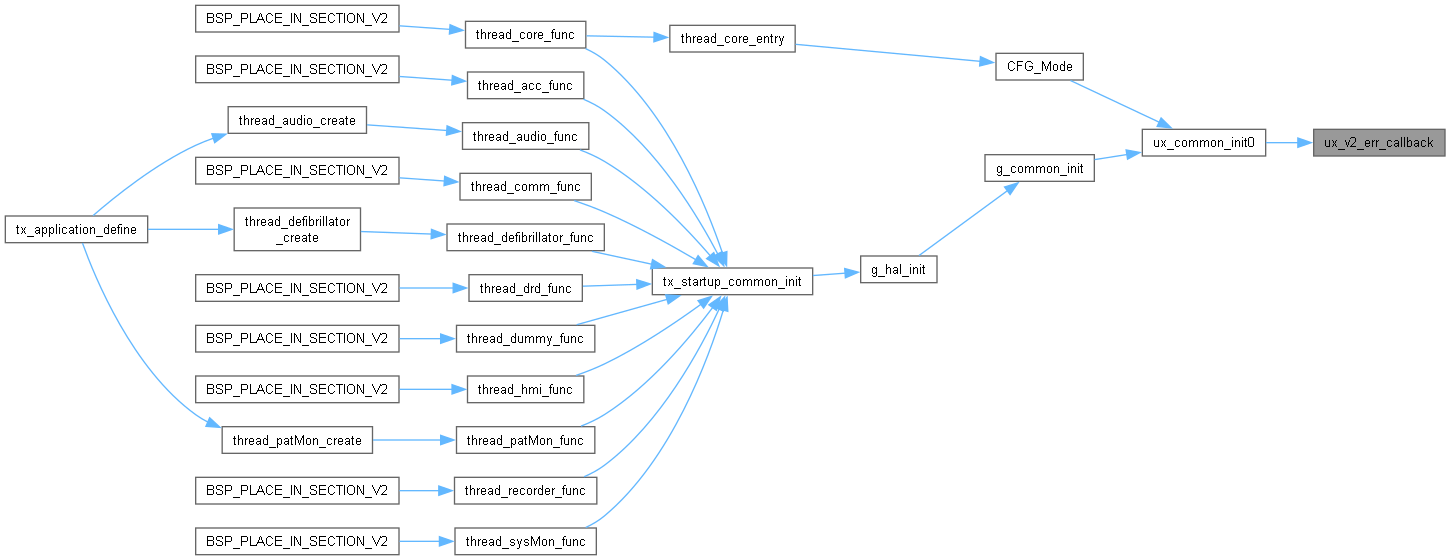 BSP_PLACE_IN_SECTION_V2
thread_core_func
thread_core_entry
CFG_Mode
BSP_PLACE_IN_SECTION_V2
thread_acc_func
thread_audio_create
thread_audio_func
ux_common_init0
ux_v2_err_callback
BSP_PLACE_IN_SECTION_V2
thread_comm_func
g_common_init
tx_application_define
thread_defibrillator
_create
thread_defibrillator_func
g_hal_init
BSP_PLACE_IN_SECTION_V2
thread_drd_func
tx_startup_common_init
BSP_PLACE_IN_SECTION_V2
thread_dummy_func
BSP_PLACE_IN_SECTION_V2
thread_hmi_func
thread_patMon_create
thread_patMon_func
BSP_PLACE_IN_SECTION_V2
thread_recorder_func
BSP_PLACE_IN_SECTION_V2
thread_sysMon_func